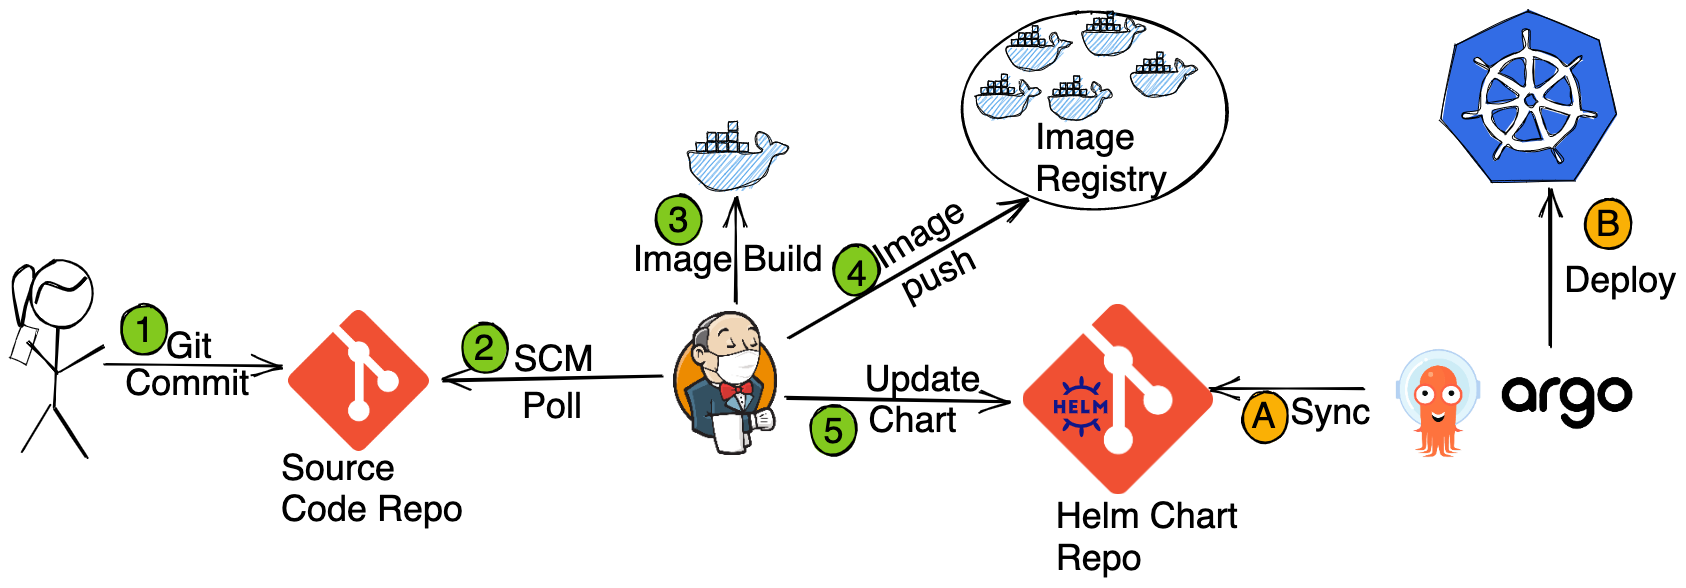 1
Git
Commit
Source
Code Repo
2
SCM
Poll
3
Image Build
4
Image
push
Image
Registry
5
Update
Chart
HELM
Helm Chart
Repo
A
Sync
argo
B
Deploy